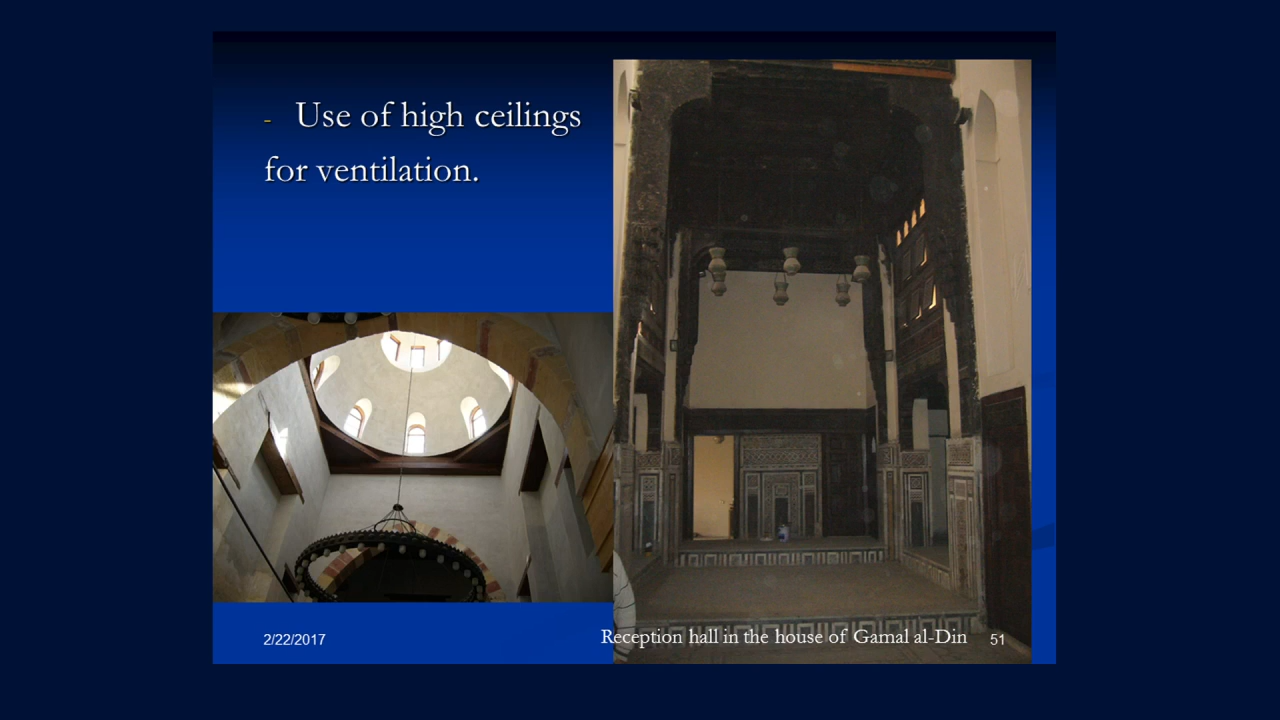 - Use of high ceilings
for ventilation.
2/22/2017
Reception hall in the house of Gamal al-Din
51